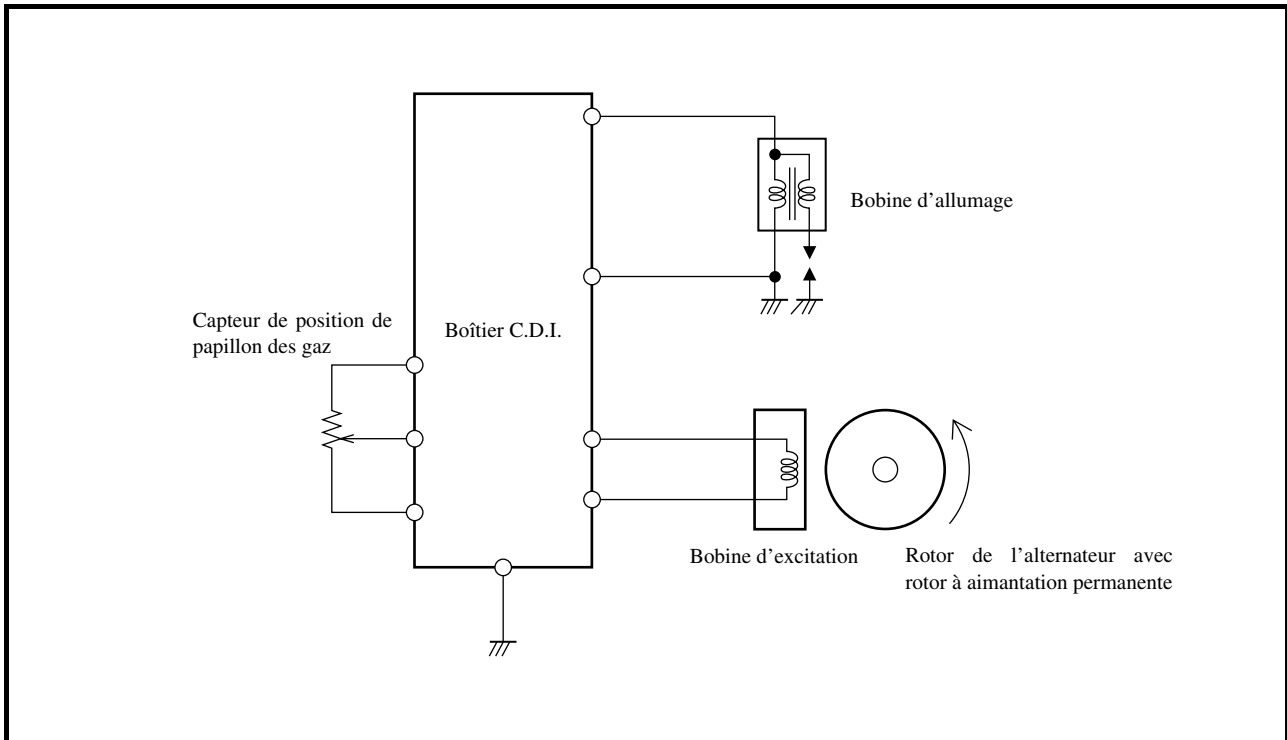 Bobine d'allumage
Capteur de position de
papillon des gaz
Boîtier C.D.I.
Bobine d'excitation
Rotor de l'alternateur avec
rotor à aimantation permanente